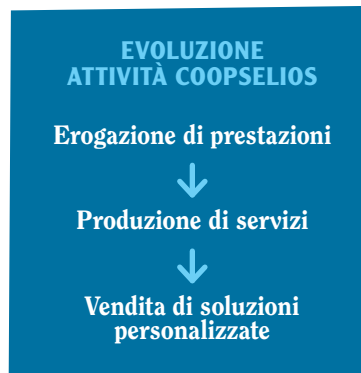 EVOLUZIONE
ATTIVITÀ COOPSELIOS
Erogazione di prestazioni
Produzione di servizi
Vendita di soluzioni
personalizzate